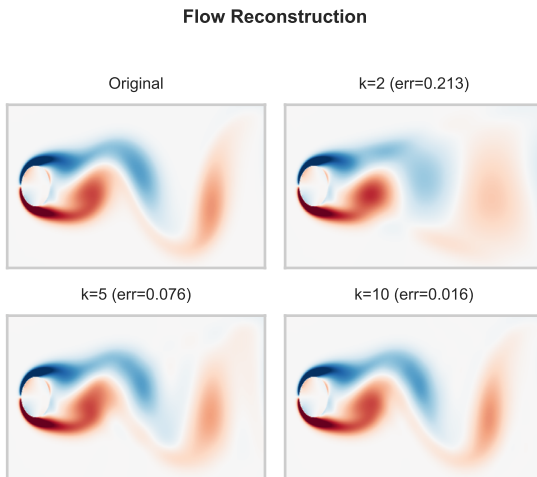 Flow Reconstruction
Original
k=2 (err=0.213)
k=5 (err=0.076)
k=10 (err=0.016)